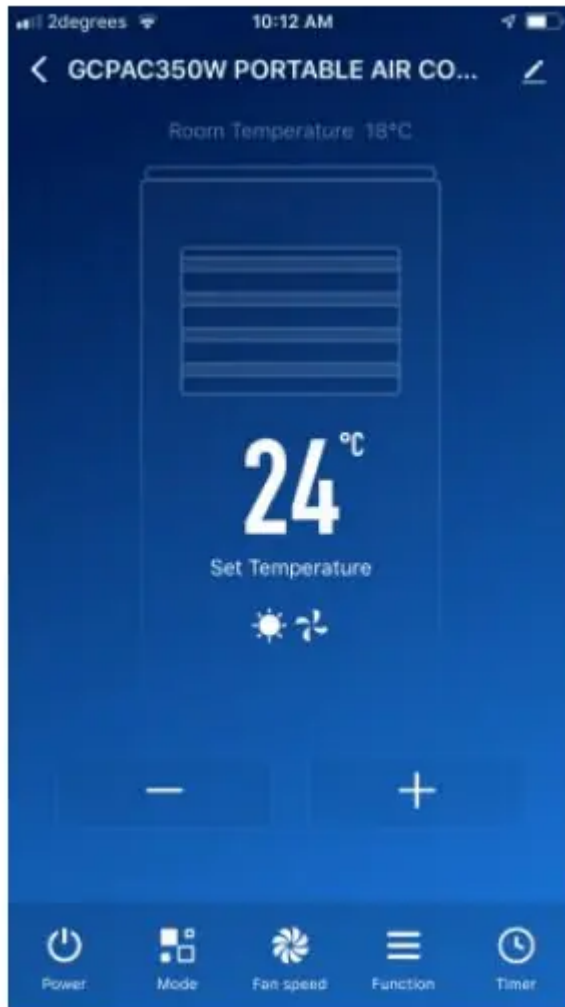 2degrees 10:12 AM
GCPAC350W PORTABLE AIR CO...
Room Temperature 18°C
24°C
Set Temperature
Power Mode Fan speed Function Timer